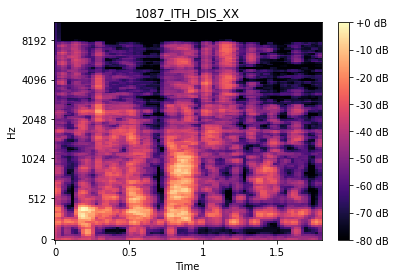 1087_ITH_DIS_XX
+0 dB
8192
-10 dB
4096
-20 dB
-30 dB
2048
Hz
-40 dB
1024
-50 dB
-60 dB
512
-70 dB
0
-80 dB
0
0.5
1
1.5
Time